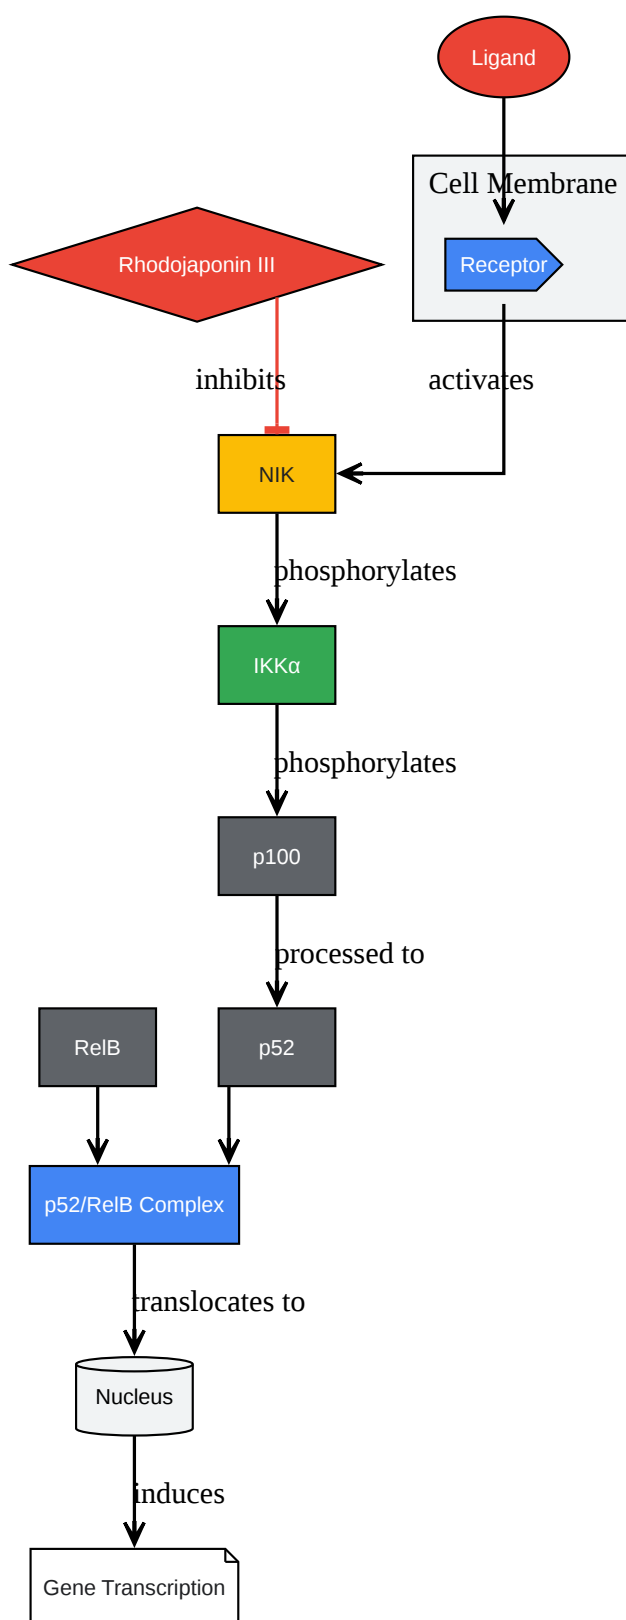 Ligand
Cell Membrane
Rhodojaponin III
Receptor
inhibits
activates
NIK
phosphorylates
IKKα
phosphorylates
p100
processed to
RelB
p52
p52/RelB Complex
translocates to
Nucleus
induces
Gene Transcription